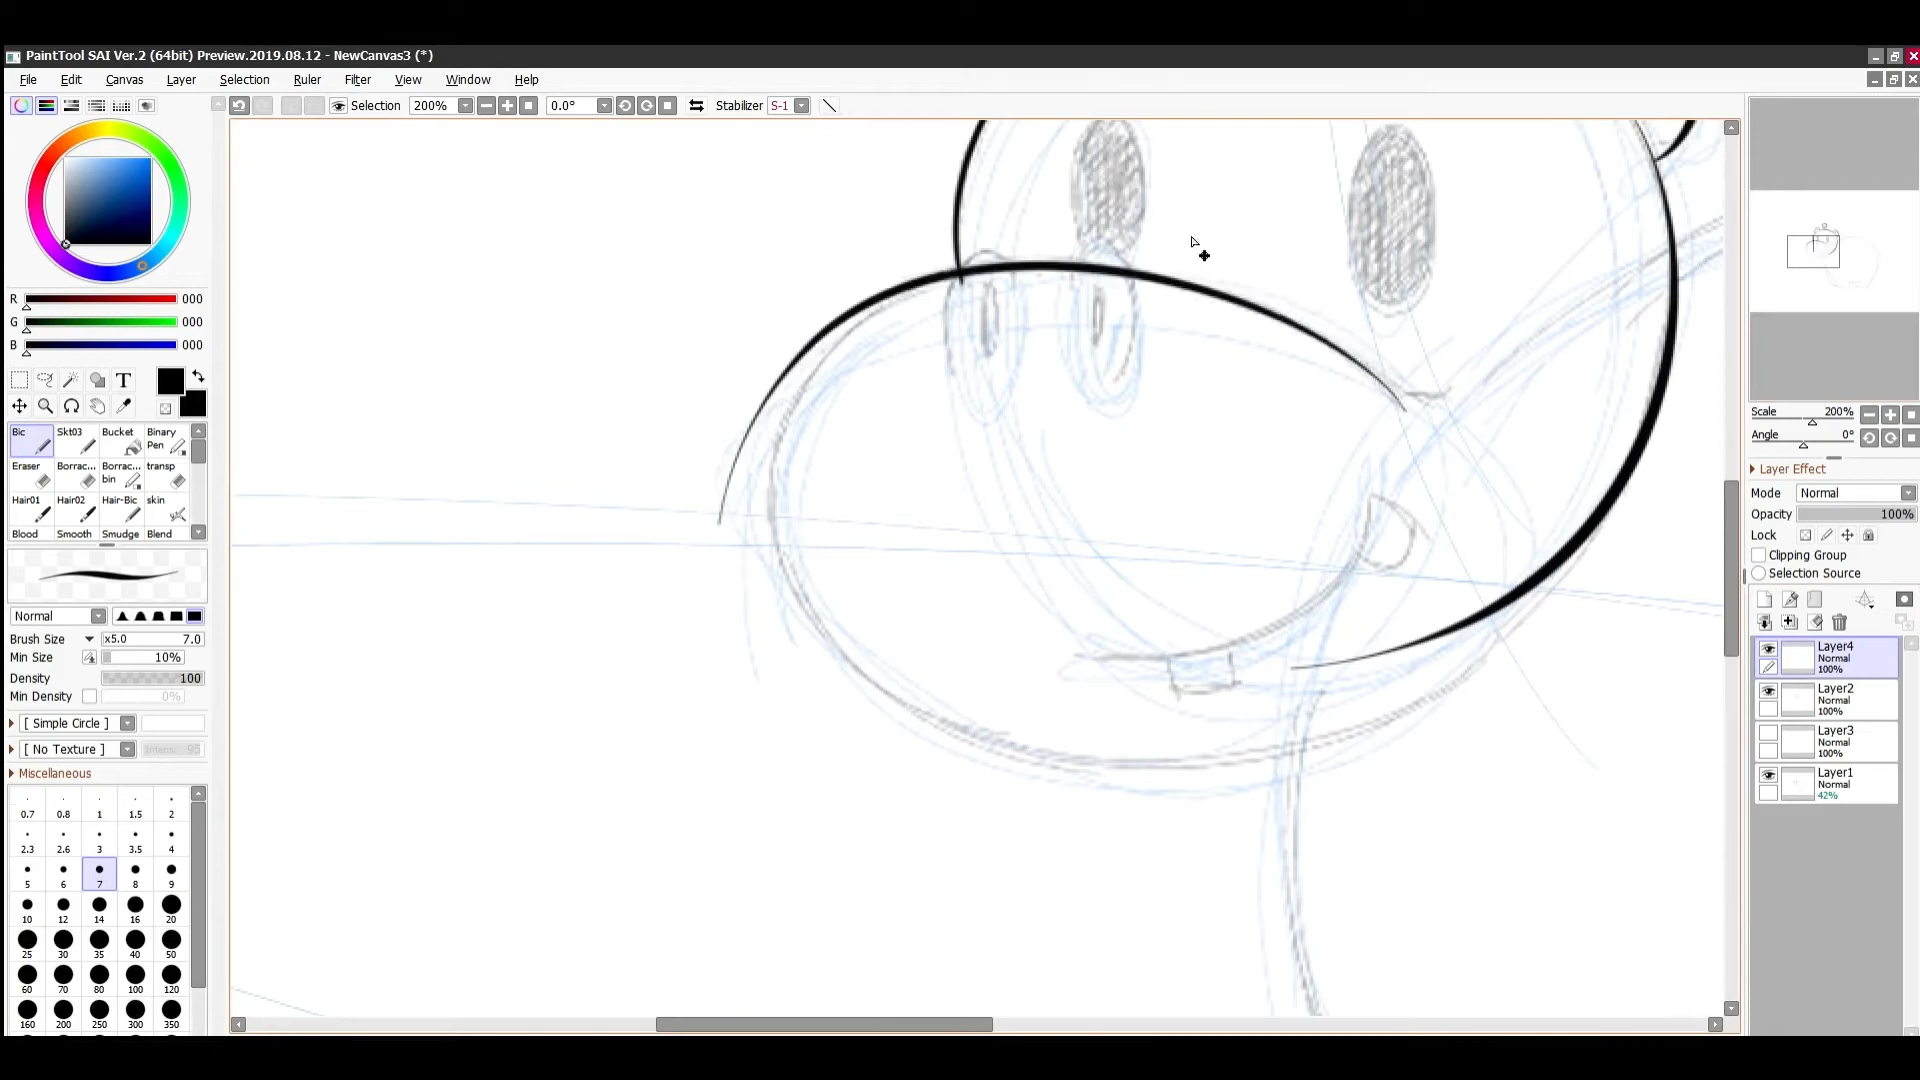 PaintTool SAI Ver.2 (64bit) Preview.2019.08.12 - NewCanvas3 (*)
File Edit Canvas Layer Selection Ruler Filter View Window Help
Selection 200% 0.0° Stabilizer S-1
R 000
G 000
B 000
T
Bic Skt03 Bucket Binary Pen
Eraser Borrac... Borrac... bin transp
Hair01 Hair02 Hair-Bic skin
Blood Smooth Smudge Blend
Normal
Brush Size x5.0 7.0
Min Size 10%
Density 100
Min Density 0%
[ Simple Circle ]
[ No Texture ] Intens. 95
Miscellaneous
0.7 0.8 1 1.5 2
2.3 2.6 3 3.5 4
5 6 7 8 9
10 12 14 16 20
25 30 35 40 50
60 70 80 100 120
160 200 250 300 350
Scale 200%
Angle 0°
Layer Effect
Mode Normal
Opacity 100%
Lock
Clipping Group
Selection Source
Layer4
Normal
100%
Layer2
Normal
100%
Layer3
Normal
100%
Layer1
Normal
42%